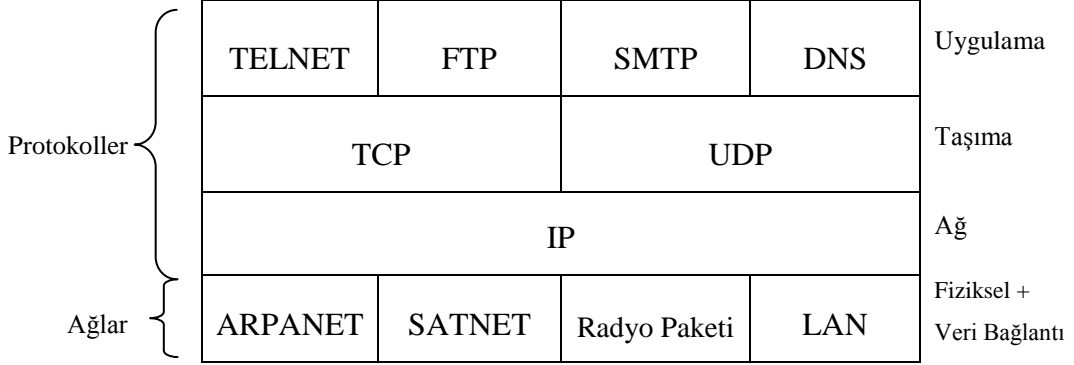 TELNET FTP SMTP DNS Uygulama
Protokoller TCP UDP Taşıma
IP Ağ
Ağlar ARPANET SATNET Radyo Paketi LAN Fiziksel +
Veri Bağlantı